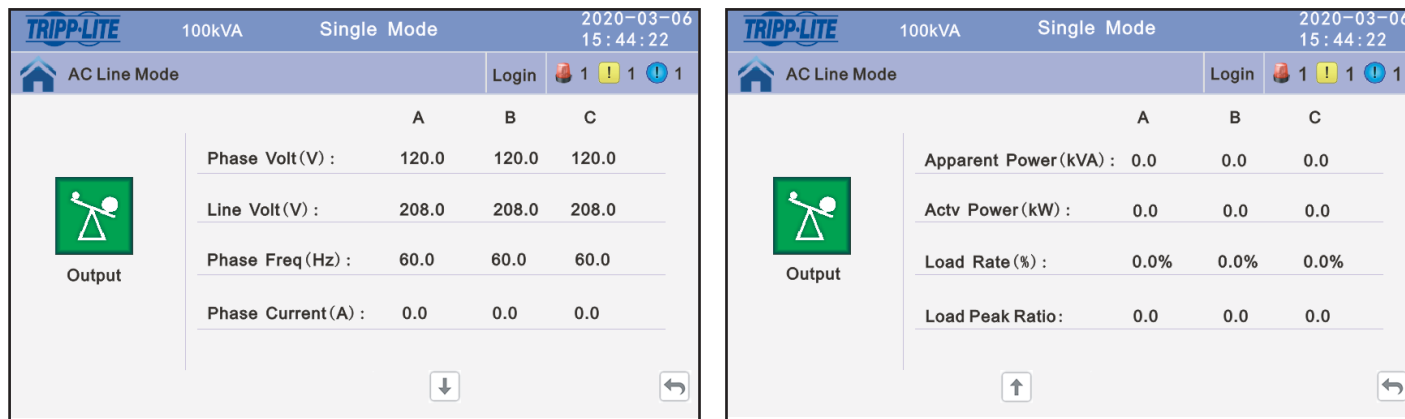 TRIPP·LITE 100kVA Single Mode 2020-03-06
15:44:22
AC Line Mode Login 1 ! 1 ! 1
A B C
Phase Volt(V) : 120.0 120.0 120.0
Line Volt(V) : 208.0 208.0 208.0
Phase Freq(Hz) : 60.0 60.0 60.0
Phase Current(A) : 0.0 0.0 0.0
Output
TRIPP·LITE 100kVA Single Mode 2020-03-06
15:44:22
AC Line Mode Login 1 ! 1 ! 1
A B C
Apparent Power(kVA) : 0.0 0.0 0.0
Actv Power(kW) : 0.0 0.0 0.0
Load Rate(%) : 0.0% 0.0% 0.0%
Load Peak Ratio: 0.0 0.0 0.0
Output